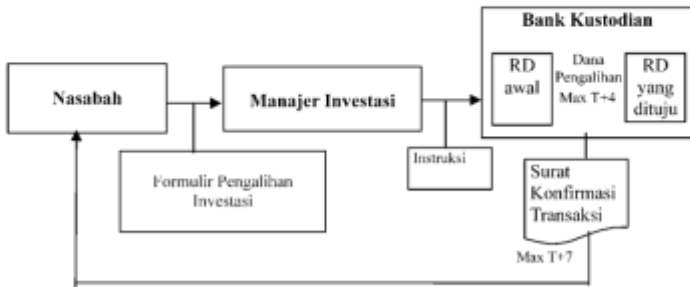 Bank Kustodian
RD
awal
Dana
Pengalihan
Max T+4
RD
yang
dituju
Nasabah
Manajer Investasi
Formulir Pengalihan
Investasi
Instruksi
Surat
Konfirmasi
Transaksi
Max T+7